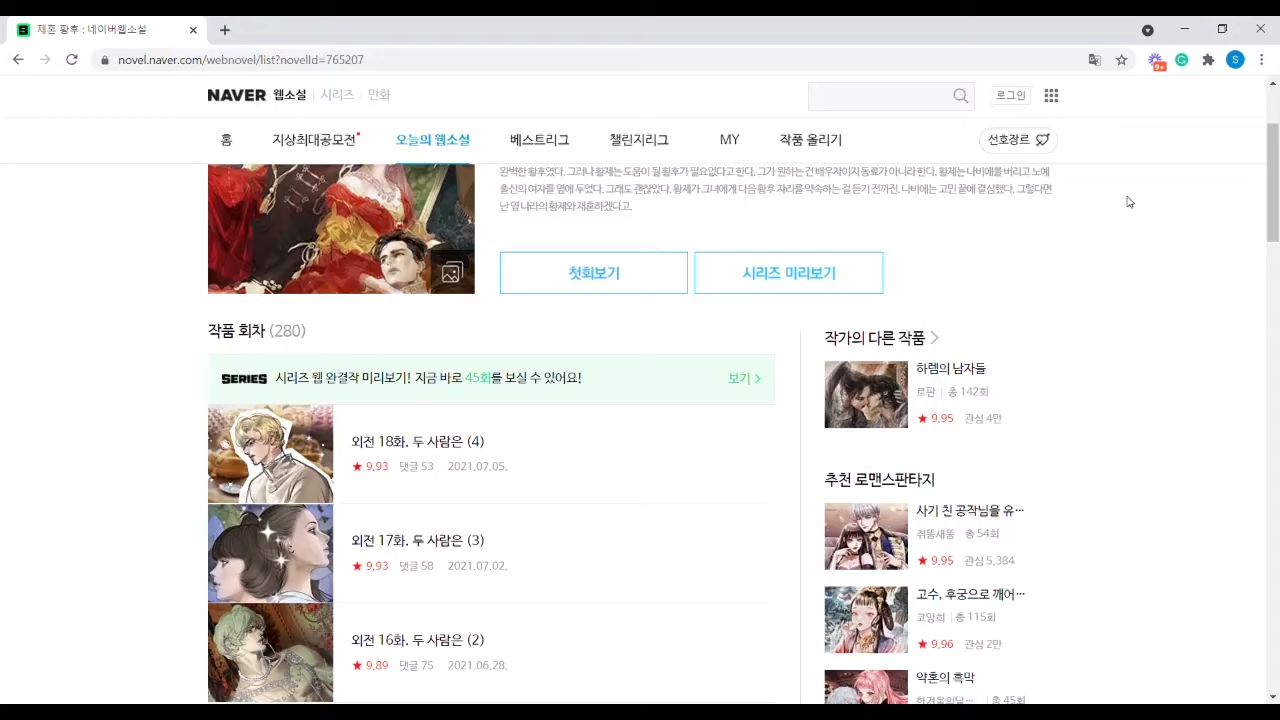 재혼 황후 : 네이버웹소설
novel.naver.com/webnovel/list?novelId=765207
9+
S
NAVER 웹소설 시리즈 만화
로그인
홈 지상최대공모전 오늘의 웹소설 베스트리그 챌린지리그 MY 작품 올리기
선호장르
완벽한 황후였다. 그러나 황제는 도움이 될 황후가 필요없다고 한다. 그가 원하는 건 배우자이지 동료가 아니라 한다. 황제는 나비에를 버리고 노예
출신의 여자를 옆에 두었다. 그래도 괜찮았다. 황제가 그녀에게 다음 황후 자리를 약속하는 걸 듣기 전까진. 나비에는 고민 끝에 결심했다. 그렇다면
난 옆 나라의 황제와 재혼하겠다고.
첫회보기
시리즈 미리보기
작품 회차 (280)
SERIES 시리즈 웹 완결작 미리보기! 지금 바로 45회를 보실 수 있어요!
보기
외전 18화. 두 사람은 (4)
★ 9.93 댓글 53 2021.07.05.
외전 17화. 두 사람은 (3)
★ 9.93 댓글 58 2021.07.02.
외전 16화. 두 사람은 (2)
★ 9.89 댓글 75 2021.06.28.
작가의 다른 작품
하렘의 남자들
로판 총 142회
★ 9.95 관심 4만
추천 로맨스판타지
사기 친 공작님을 유…
쥐똥새똥 총 54회
★ 9.95 관심 5,384
고수, 후궁으로 깨어…
코양희 총 115회
★ 9.96 관심 2만
약혼의 흑막
한겨울의달… 총 45회